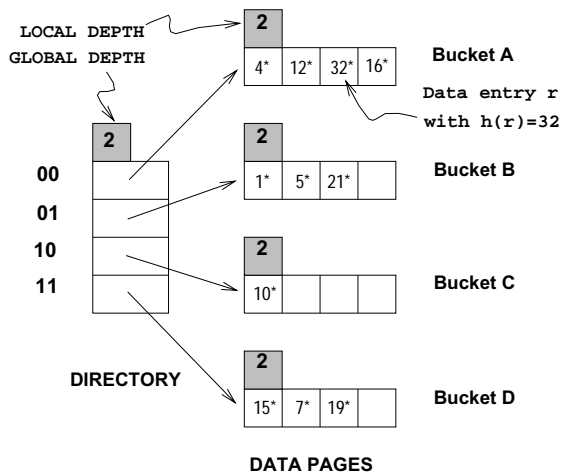 LOCAL DEPTH
GLOBAL DEPTH
2
4* 12* 32* 16*
Bucket A
Data entry r
with h(r)=32
2
00
01
10
11
2
1* 5* 21*
Bucket B
2
10*
Bucket C
2
15* 7* 19*
Bucket D
DIRECTORY
DATA PAGES